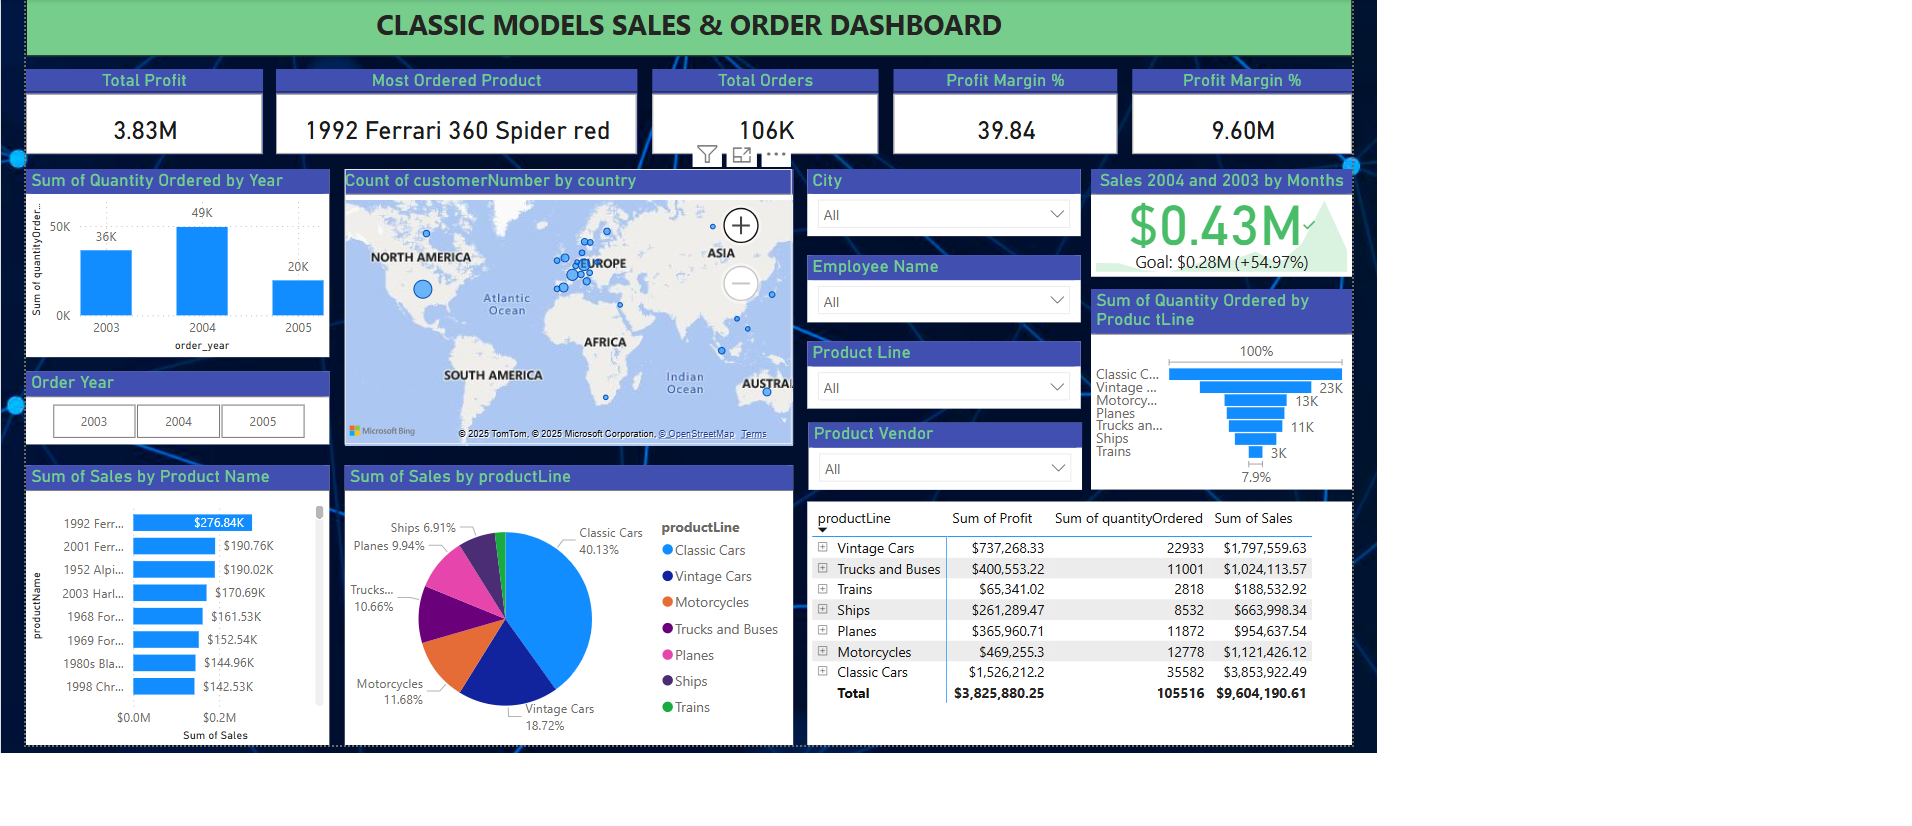 CLASSIC MODELS SALES & ORDER DASHBOARD
Total Profit
3.83M
Most Ordered Product
1992 Ferrari 360 Spider red
Total Orders
106K
Profit Margin %
39.84
Profit Margin %
9.60M
Sum of Quantity Ordered by Year
Sum of quantityOrder...
50K
0K
36K
49K
20K
2003
2004
2005
order_year
Order Year
2003
2004
2005
Count of customerNumber by country
NORTH AMERICA
EUROPE
ASIA
Atlantic
Ocean
AFRICA
SOUTH AMERICA
Indian
Ocean
AUSTRAL
Microsoft Bing
© 2025 TomTom, © 2025 Microsoft Corporation, © OpenStreetMap Terms
City
All
Employee Name
All
Product Line
All
Product Vendor
All
Sales 2004 and 2003 by Months
$0.43M
Goal: $0.28M (+54.97%)
Sum of Quantity Ordered by
Produc tLine
100%
Classic C...
Vintage ... 23K
Motorcy... 13K
Planes
Trucks an... 11K
Ships
Trains 3K
7.9%
Sum of Sales by Product Name
productName
1992 Ferr... $276.84K
2001 Ferr... $190.76K
1952 Alpi... $190.02K
2003 Harl... $170.69K
1968 For... $161.53K
1969 For... $152.54K
1980s Bla... $144.96K
1998 Chr... $142.53K
$0.0M $0.2M
Sum of Sales
Sum of Sales by productLine
Ships 6.91%
Planes 9.94%
Trucks...
10.66%
Motorcycles
11.68%
Vintage Cars
18.72%
Classic Cars
40.13%
productLine
Classic Cars
Vintage Cars
Motorcycles
Trucks and Buses
Planes
Ships
Trains
productLine Sum of Profit Sum of quantityOrdered Sum of Sales
Vintage Cars $737,268.33 22933 $1,797,559.63
Trucks and Buses $400,553.22 11001 $1,024,113.57
Trains $65,341.02 2818 $188,532.92
Ships $261,289.47 8532 $663,998.34
Planes $365,960.71 11872 $954,637.54
Motorcycles $469,255.3 12778 $1,121,426.12
Classic Cars $1,526,212.2 35582 $3,853,922.49
Total $3,825,880.25 105516 $9,604,190.61